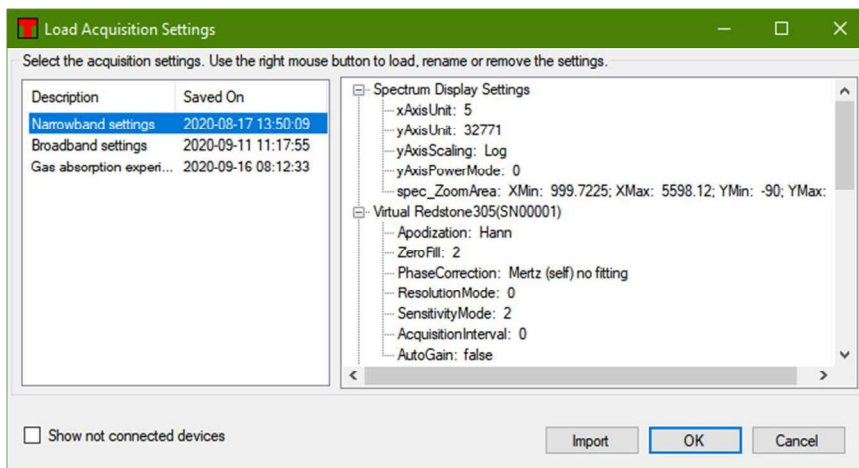 Load Acquisition Settings
Select the acquisition settings. Use the right mouse button to load, rename or remove the settings.
Description Saved On
Narrowband settings 2020-08-17 13:50:09
Broadband settings 2020-09-11 11:17:55
Gas absorption experi... 2020-09-16 08:12:33
Spectrum Display Settings
xAxisUnit: 5
yAxisUnit: 32771
yAxisScaling: Log
yAxisPowerMode: 0
spec_ZoomArea: XMin: 999.7225; XMax: 5598.12; YMin: -90; YMax:
Virtual Redstone305(SN00001)
Apodization: Hann
ZeroFill: 2
PhaseCorrection: Mertz (self) no fitting
ResolutionMode: 0
SensitivityMode: 2
AcquisitionInterval: 0
AutoGain: false
Show not connected devices
Import OK Cancel